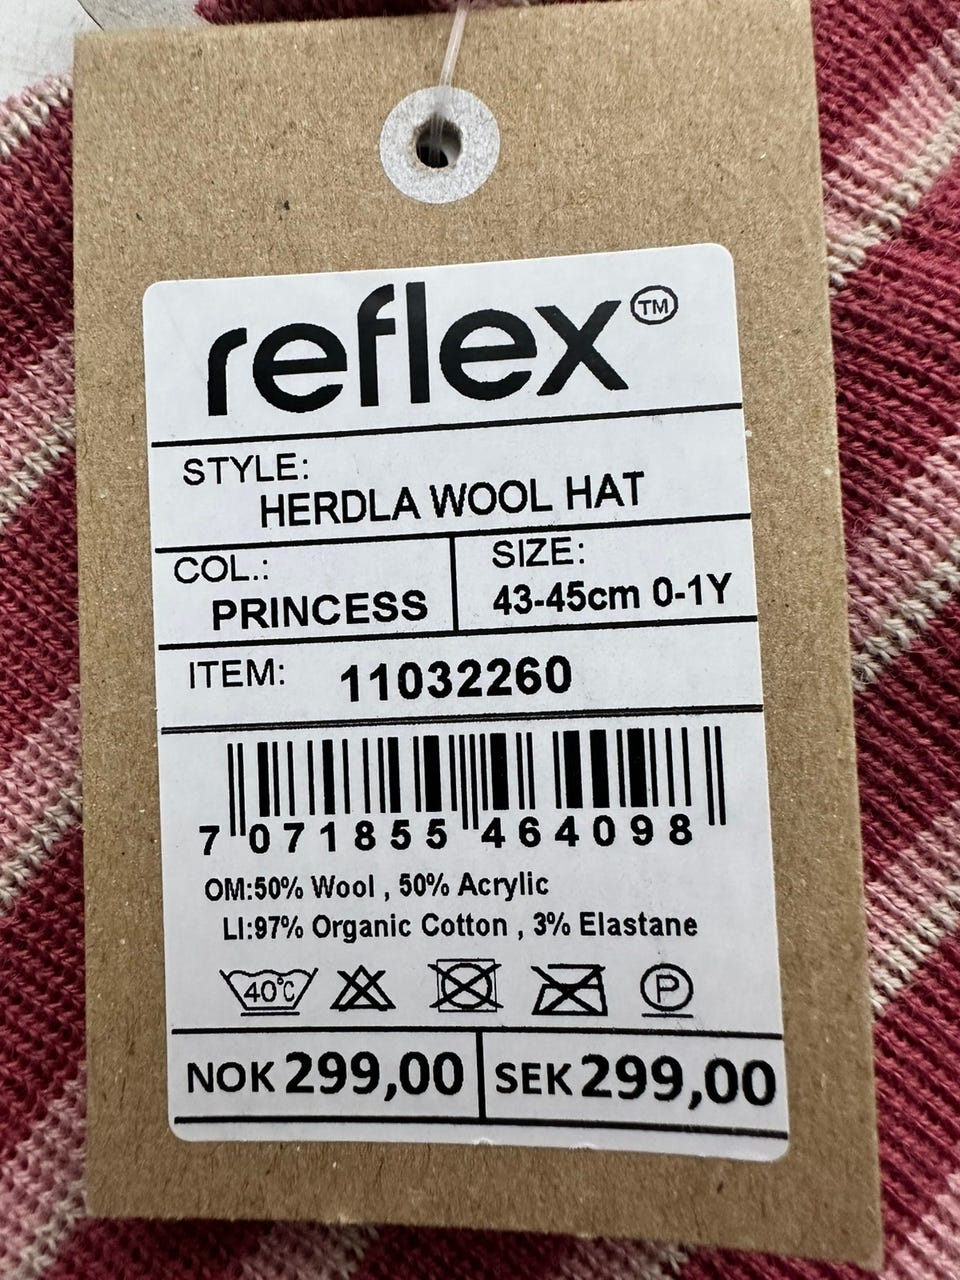 reflex™
STYLE:
HERDLA WOOL HAT
COL.:
PRINCESS
SIZE:
43-45cm 0-1Y
ITEM: 11032260
7 071855 464098
OM:50% Wool , 50% Acrylic
LI:97% Organic Cotton , 3% Elastane
40°C P
NOK 299,00 SEK 299,00